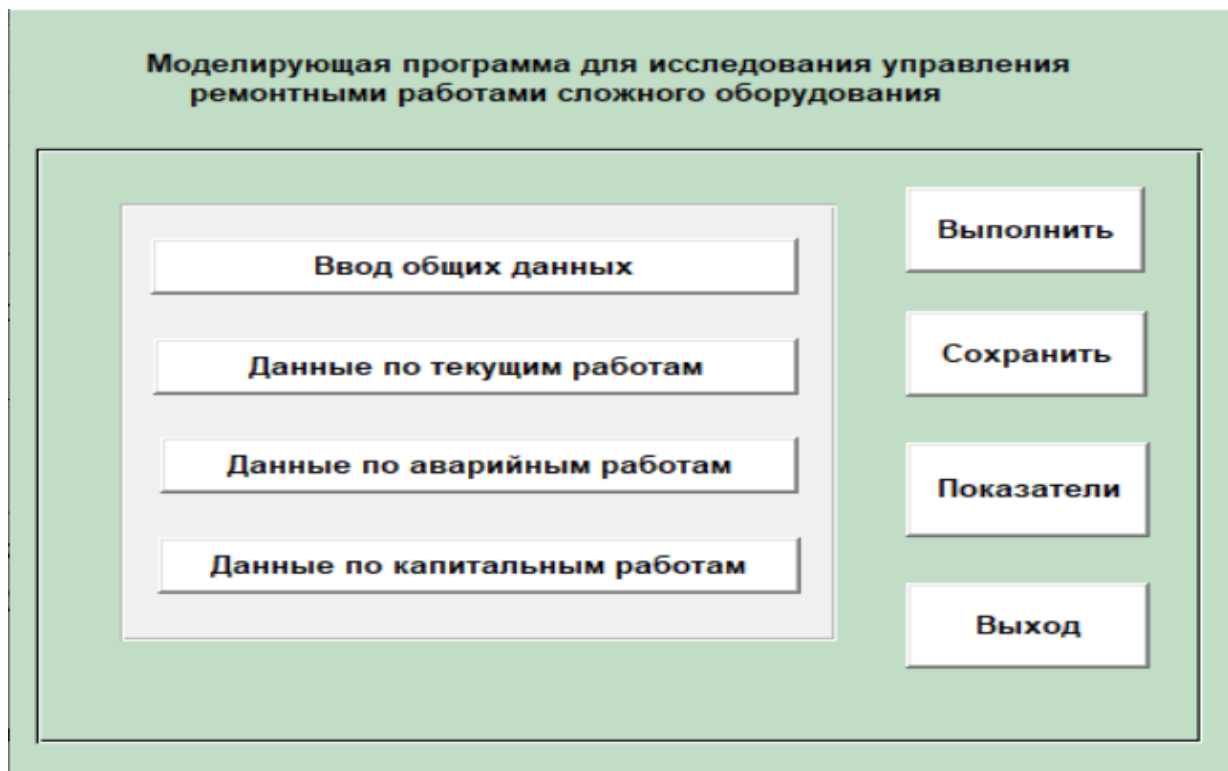 Моделирующая программа для исследования управления
ремонтными работами сложного оборудования
Ввод общих данных
Данные по текущим работам
Данные по аварийным работам
Данные по капитальным работам
Выполнить
Сохранить
Показатели
Выход